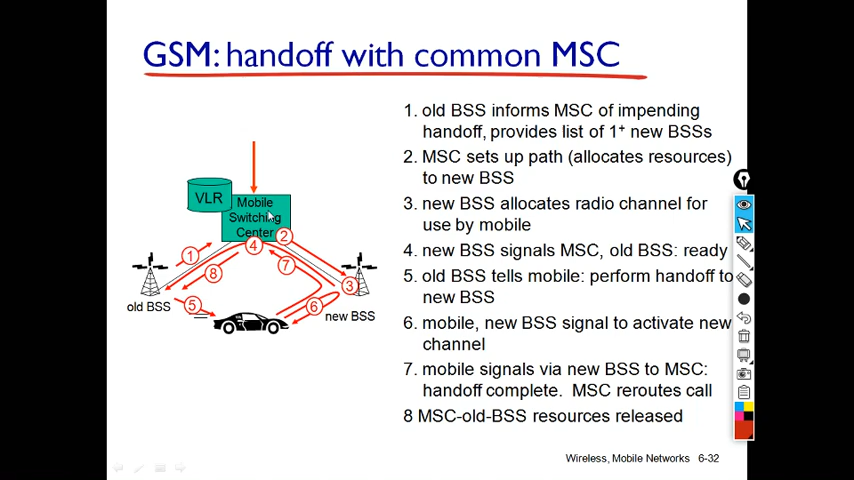 GSM: handoff with common MSC
1. old BSS informs MSC of impending
handoff, provides list of 1+ new BSSs
2. MSC sets up path (allocates resources)
to new BSS
3. new BSS allocates radio channel for
use by mobile
4. new BSS signals MSC, old BSS: ready
5. old BSS tells mobile: perform handoff to
new BSS
6. mobile, new BSS signal to activate new
channel
7. mobile signals via new BSS to MSC:
handoff complete. MSC reroutes call
8 MSC-old-BSS resources released
VLR
Mobile
Switching
Center
1
2
3
4
5
6
7
8
old BSS
new BSS
Wireless, Mobile Networks 6-32